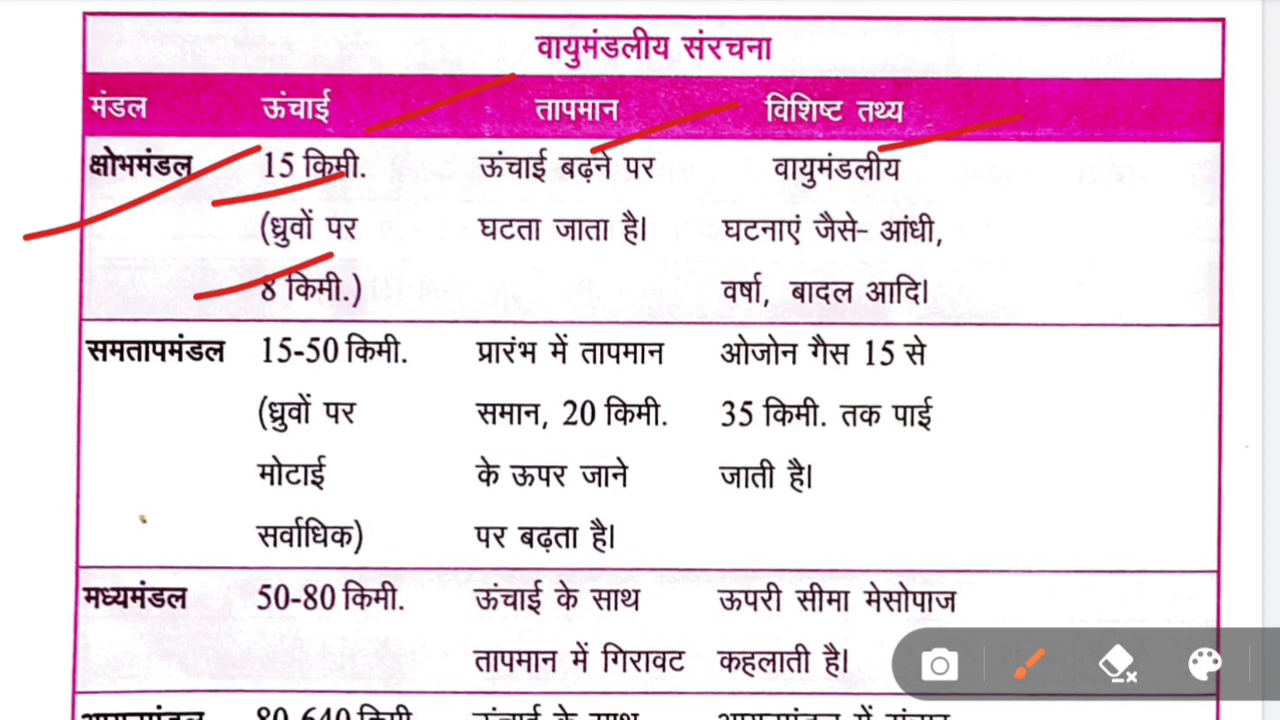 वायुमंडलीय संरचना
मंडल ऊंचाई तापमान विशिष्ट तथ्य
क्षोभमंडल 15 किमी. ऊंचाई बढ़ने पर वायुमंडलीय
(ध्रुवों पर घटता जाता है। घटनाएं जैसे- आंधी,
8 किमी.) वर्षा, बादल आदि।
समतापमंडल 15-50 किमी. प्रारंभ में तापमान ओजोन गैस 15 से
(ध्रुवों पर समान, 20 किमी. 35 किमी. तक पाई
मोटाई के ऊपर जाने जाती है।
सर्वाधिक) पर बढ़ता है।
मध्यमंडल 50-80 किमी. ऊंचाई के साथ ऊपरी सीमा मेसोपाज
तापमान में गिरावट कहलाती है।
80-640 किमी ऊंचाई के साथ